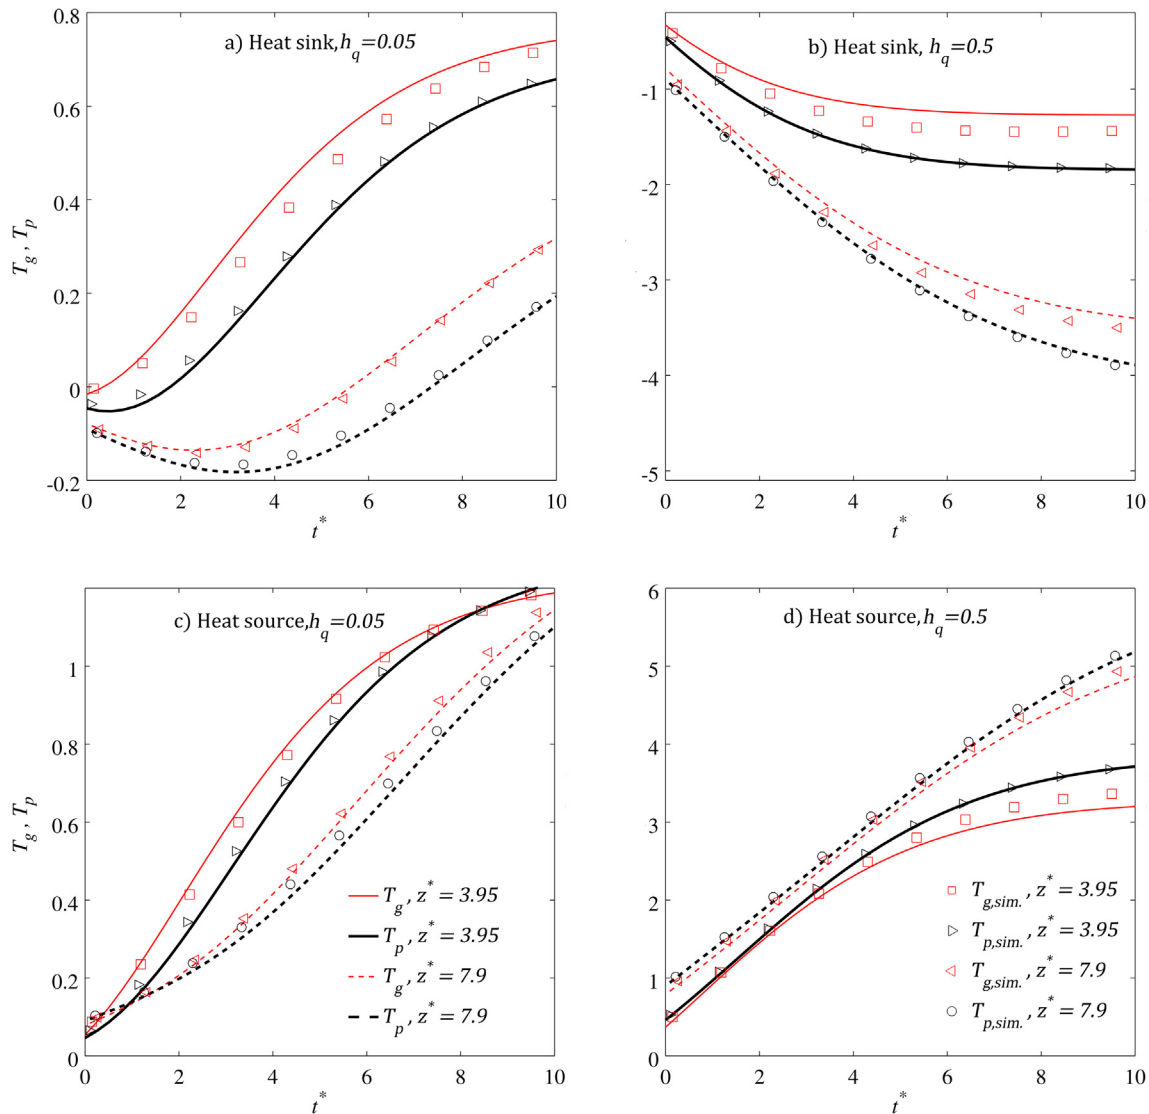 a) Heat sink, h_q=0.05
0.8
0.6
0.4
0.2
0
-0.2
T_g , T_p
0 2 4 6 8 10
t*
b) Heat sink, h_q=0.5
-1
-2
-3
-4
-5
0 2 4 6 8 10
t*
c) Heat source, h_q=0.05
1
0.8
0.6
0.4
0.2
0
T_g , T_p
T_g , z* = 3.95
T_p , z* = 3.95
T_g , z* = 7.9
T_p , z* = 7.9
0 2 4 6 8 10
t*
d) Heat source, h_q=0.5
6
5
4
3
2
1
0
T_g,sim. , z* = 3.95
T_p,sim. , z* = 3.95
T_g,sim. , z* = 7.9
T_p,sim. , z* = 7.9
0 2 4 6 8 10
t*